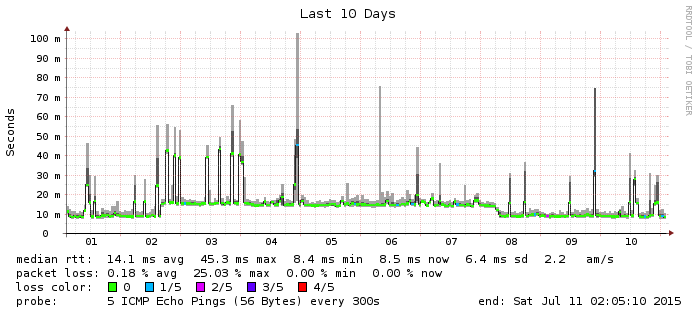 Last 10 Days
RRDTOOL / TOBI OETIKER
Seconds
100 m
90 m
80 m
70 m
60 m
50 m
40 m
30 m
20 m
10 m
0
01 02 03 04 05 06 07 08 09 10
median rtt: 14.1 ms avg 45.3 ms max 8.4 ms min 8.5 ms now 6.4 ms sd 2.2 am/s
packet loss: 0.18 % avg 25.03 % max 0.00 % min 0.00 % now
loss color: 0 1/5 2/5 3/5 4/5
probe: 5 ICMP Echo Pings (56 Bytes) every 300s end: Sat Jul 11 02:05:10 2015